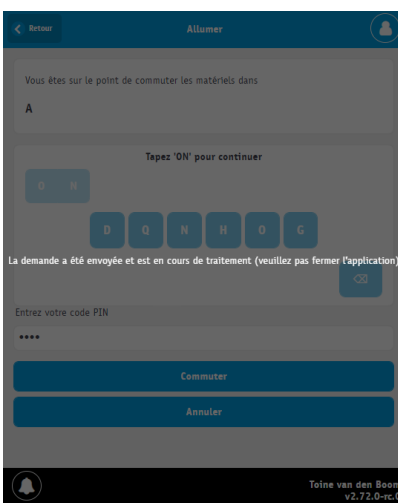 Retour
Allumer
Vous êtes sur le point de commuter les matériels dans
A
Tapez 'ON' pour continuer
O N
D Q N H O G
La demande a été envoyée et est en cours de traitement (veuillez pas fermer l'application)
Entrez votre code PIN
••••
Commuter
Annuler
Toine van den Boom
v2.72.0-rc.0